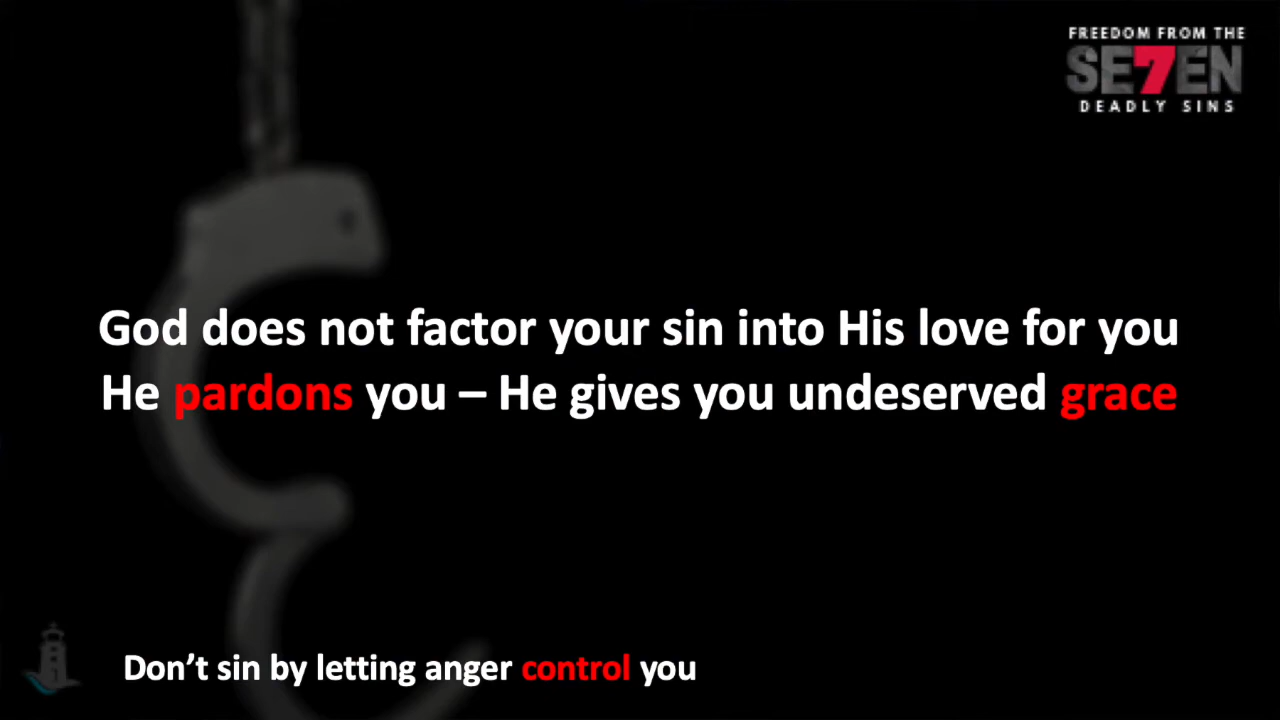 FREEDOM FROM THE
SE7EN
DEADLY SINS
God does not factor your sin into His love for you
He pardons you – He gives you undeserved grace
Don’t sin by letting anger control you